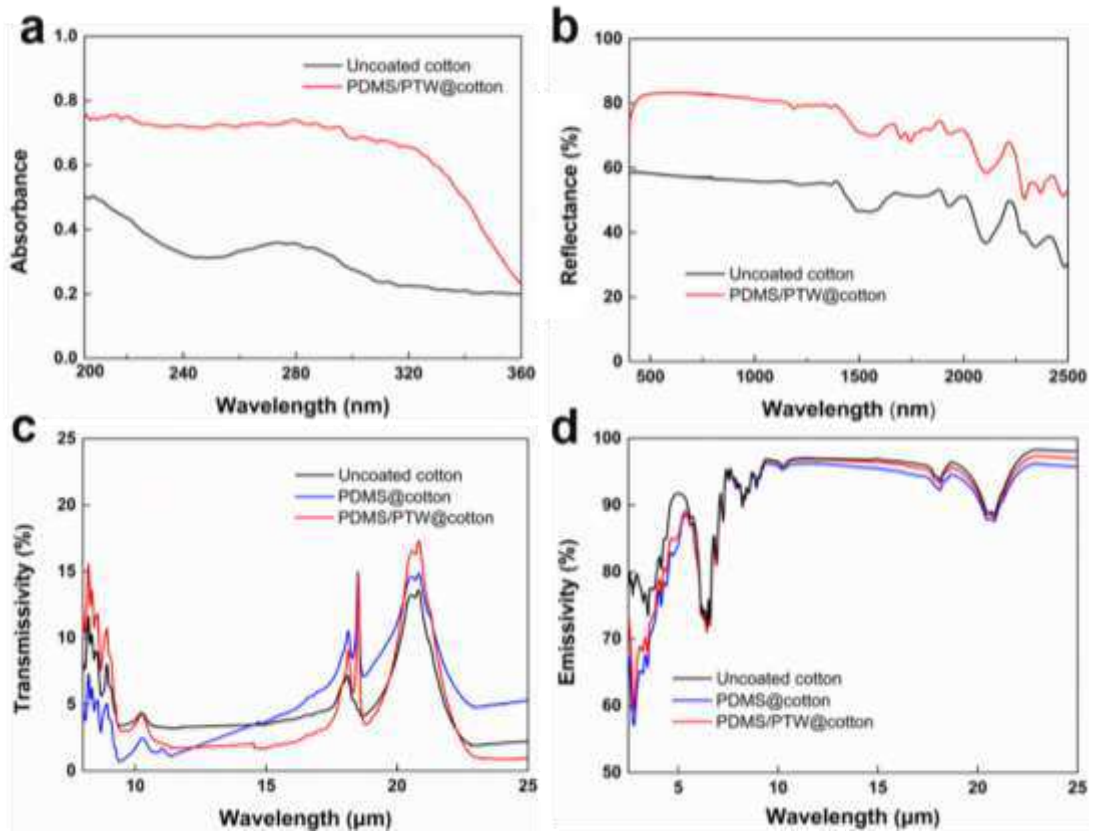 a
Absorbance
1.0
0.8
0.6
0.4
0.2
0.0
Uncoated cotton
PDMS/PTW@cotton
200 240 280 320 360
Wavelength (nm)
b
Reflectance (%)
100
80
60
40
20
0
Uncoated cotton
PDMS/PTW@cotton
500 1000 1500 2000 2500
Wavelength (nm)
c
Transmissivity (%)
25
20
15
10
5
0
Uncoated cotton
PDMS@cotton
PDMS/PTW@cotton
10 15 20 25
Wavelength (μm)
d
Emissivity (%)
100
90
80
70
60
50
Uncoated cotton
PDMS@cotton
PDMS/PTW@cotton
5 10 15 20 25
Wavelength (μm)